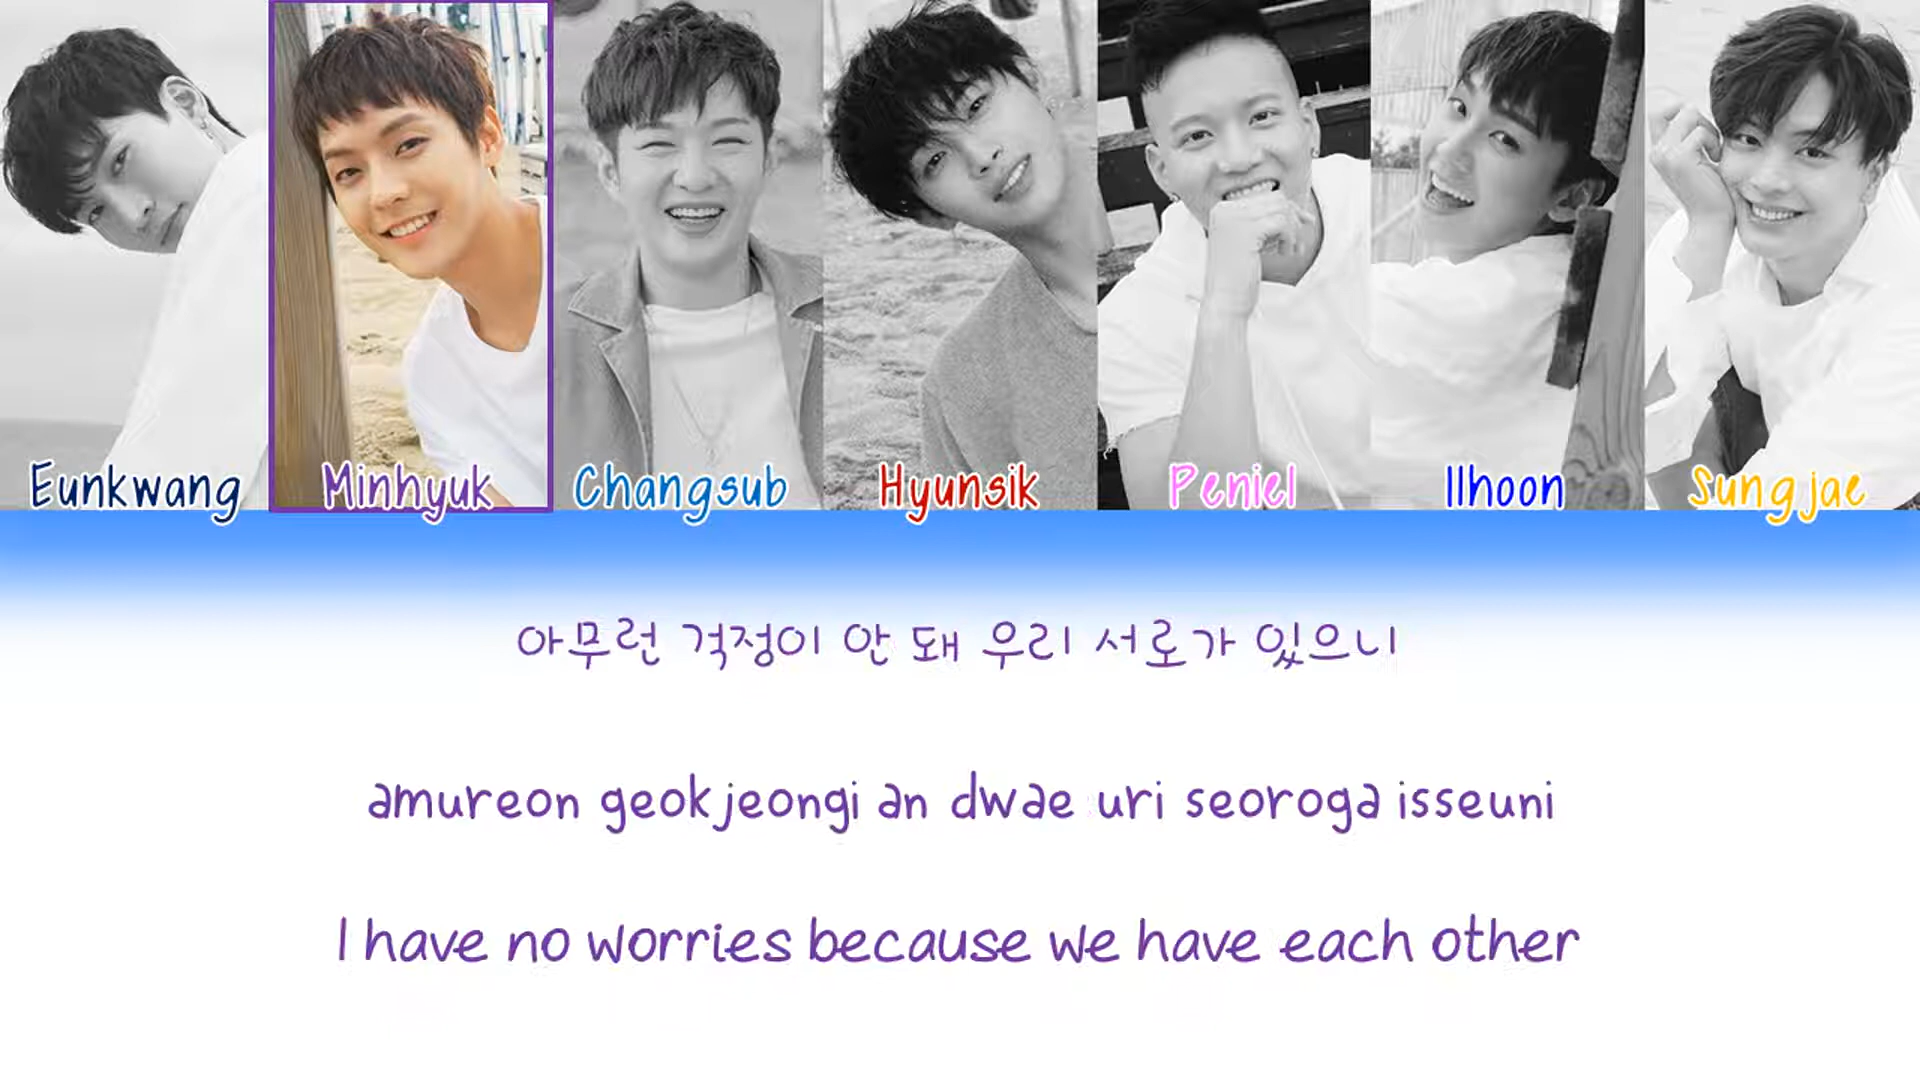 Eunkwang Minhyuk Changsub Hyunsik Peniel Ilhoon Sungjae
아무런 걱정이 안 돼 우리 서로가 있으니
amureon geokjeongi an dwae uri seoroga isseuni
I have no worries because we have each other